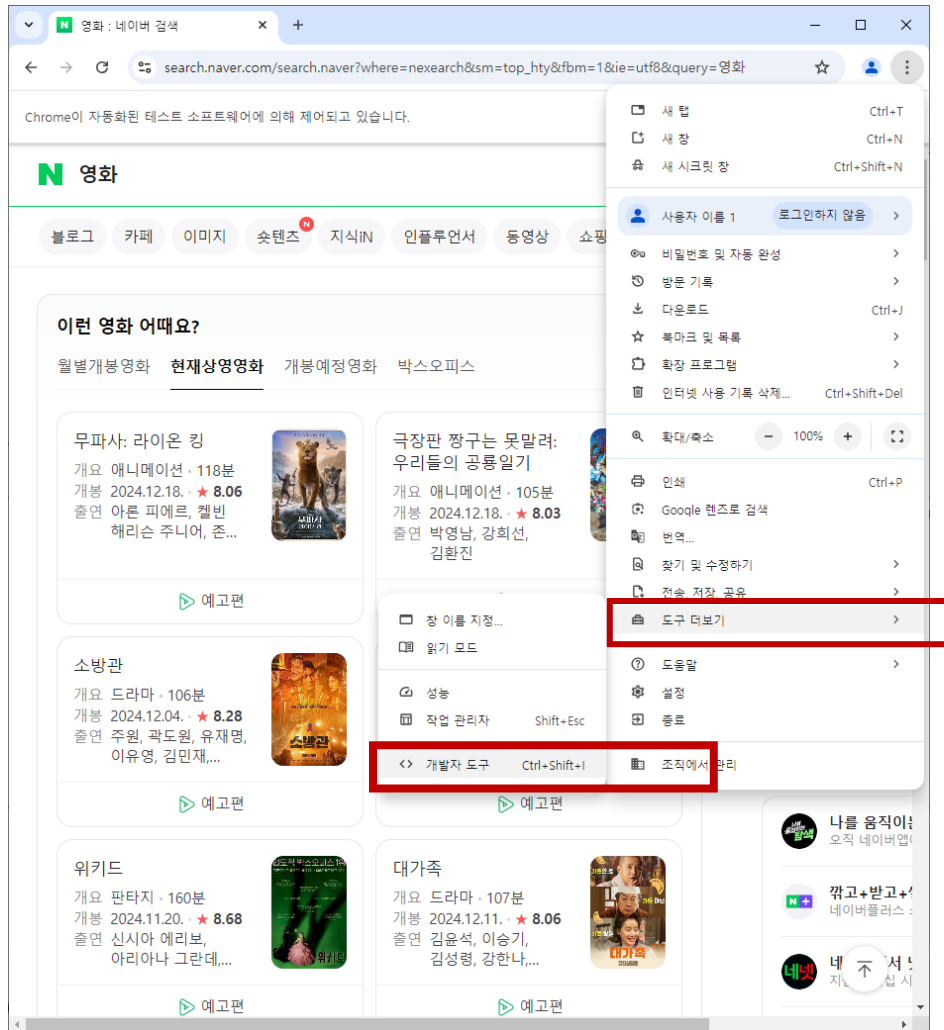 영화 : 네이버 검색
search.naver.com/search.naver?where=nexearch&sm=top_hty&fbm=1&ie=utf8&query=영화
Chrome이 자동화된 테스트 소프트웨어에 의해 제어되고 있습니다.
N 영화
블로그 카페 이미지 숏텐츠 N 지식iN 인플루언서 동영상 쇼핑
이런 영화 어때요?
월별개봉영화 현재상영영화 개봉예정영화 박스오피스
무파사: 라이온 킹
개요 애니메이션 · 118분
개봉 2024.12.18. · ★ 8.06
출연 아론 피에르, 켈빈
해리슨 주니어, 존...
예고편
극장판 짱구는 못말려:
우리들의 공룡일기
개요 애니메이션 · 105분
개봉 2024.12.18. · ★ 8.03
출연 박영남, 강희선,
김환진
소방관
개요 드라마 · 106분
개봉 2024.12.04. · ★ 8.28
출연 주원, 곽도원, 유재명,
이유영, 김민재,...
소방관
예고편
예고편
위키드
개요 판타지 · 160분
개봉 2024.11.20. · ★ 8.68
출연 신시아 에리보,
아리아나 그란데,...
위키드
예고편
대가족
개요 드라마 · 107분
개봉 2024.12.11. · ★ 8.06
출연 김윤석, 이승기,
김성령, 강한나,...
대가족
예고편
새 탭 Ctrl+T
새 창 Ctrl+N
새 시크릿 창 Ctrl+Shift+N
사용자 이름 1 로그인하지 않음
비밀번호 및 자동 완성
방문 기록
다운로드 Ctrl+J
북마크 및 목록
확장 프로그램
인터넷 사용 기록 삭제... Ctrl+Shift+Del
확대/축소 − 100% +
인쇄 Ctrl+P
Google 렌즈로 검색
번역...
찾기 및 수정하기
전송, 저장, 공유
도구 더보기
도움말
설정
종료
조직에서 관리
창 이름 지정...
읽기 모드
성능
작업 관리자 Shift+Esc
개발자 도구 Ctrl+Shift+I
나를 움직이는
오직 네이버앱
깎고+받고+
네이버플러스